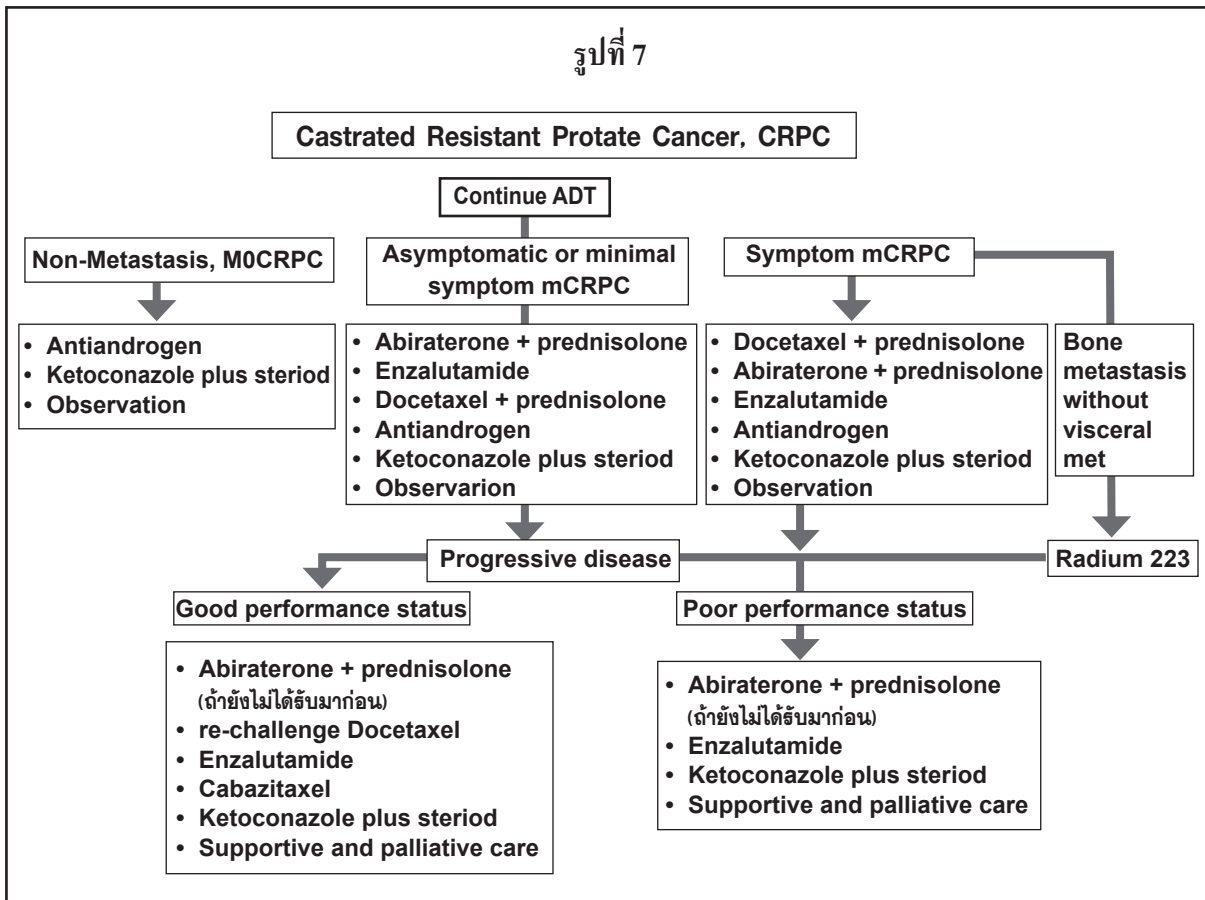 รูปที่ 7
Castrated Resistant Protate Cancer, CRPC
Continue ADT
Non-Metastasis, M0CRPC
• Antiandrogen
• Ketoconazole plus steriod
• Observation
Asymptomatic or minimal
symptom mCRPC
• Abiraterone + prednisolone
• Enzalutamide
• Docetaxel + prednisolone
• Antiandrogen
• Ketoconazole plus steriod
• Observarion
Symptom mCRPC
• Docetaxel + prednisolone
• Abiraterone + prednisolone
• Enzalutamide
• Antiandrogen
• Ketoconazole plus steriod
• Observation
Bone
metastasis
without
visceral
met
Progressive disease
Radium 223
Good performance status
• Abiraterone + prednisolone
(ถ้ายังไม่ได้รับมาก่อน)
• re-challenge Docetaxel
• Enzalutamide
• Cabazitaxel
• Ketoconazole plus steriod
• Supportive and palliative care
Poor performance status
• Abiraterone + prednisolone
(ถ้ายังไม่ได้รับมาก่อน)
• Enzalutamide
• Ketoconazole plus steriod
• Supportive and palliative care